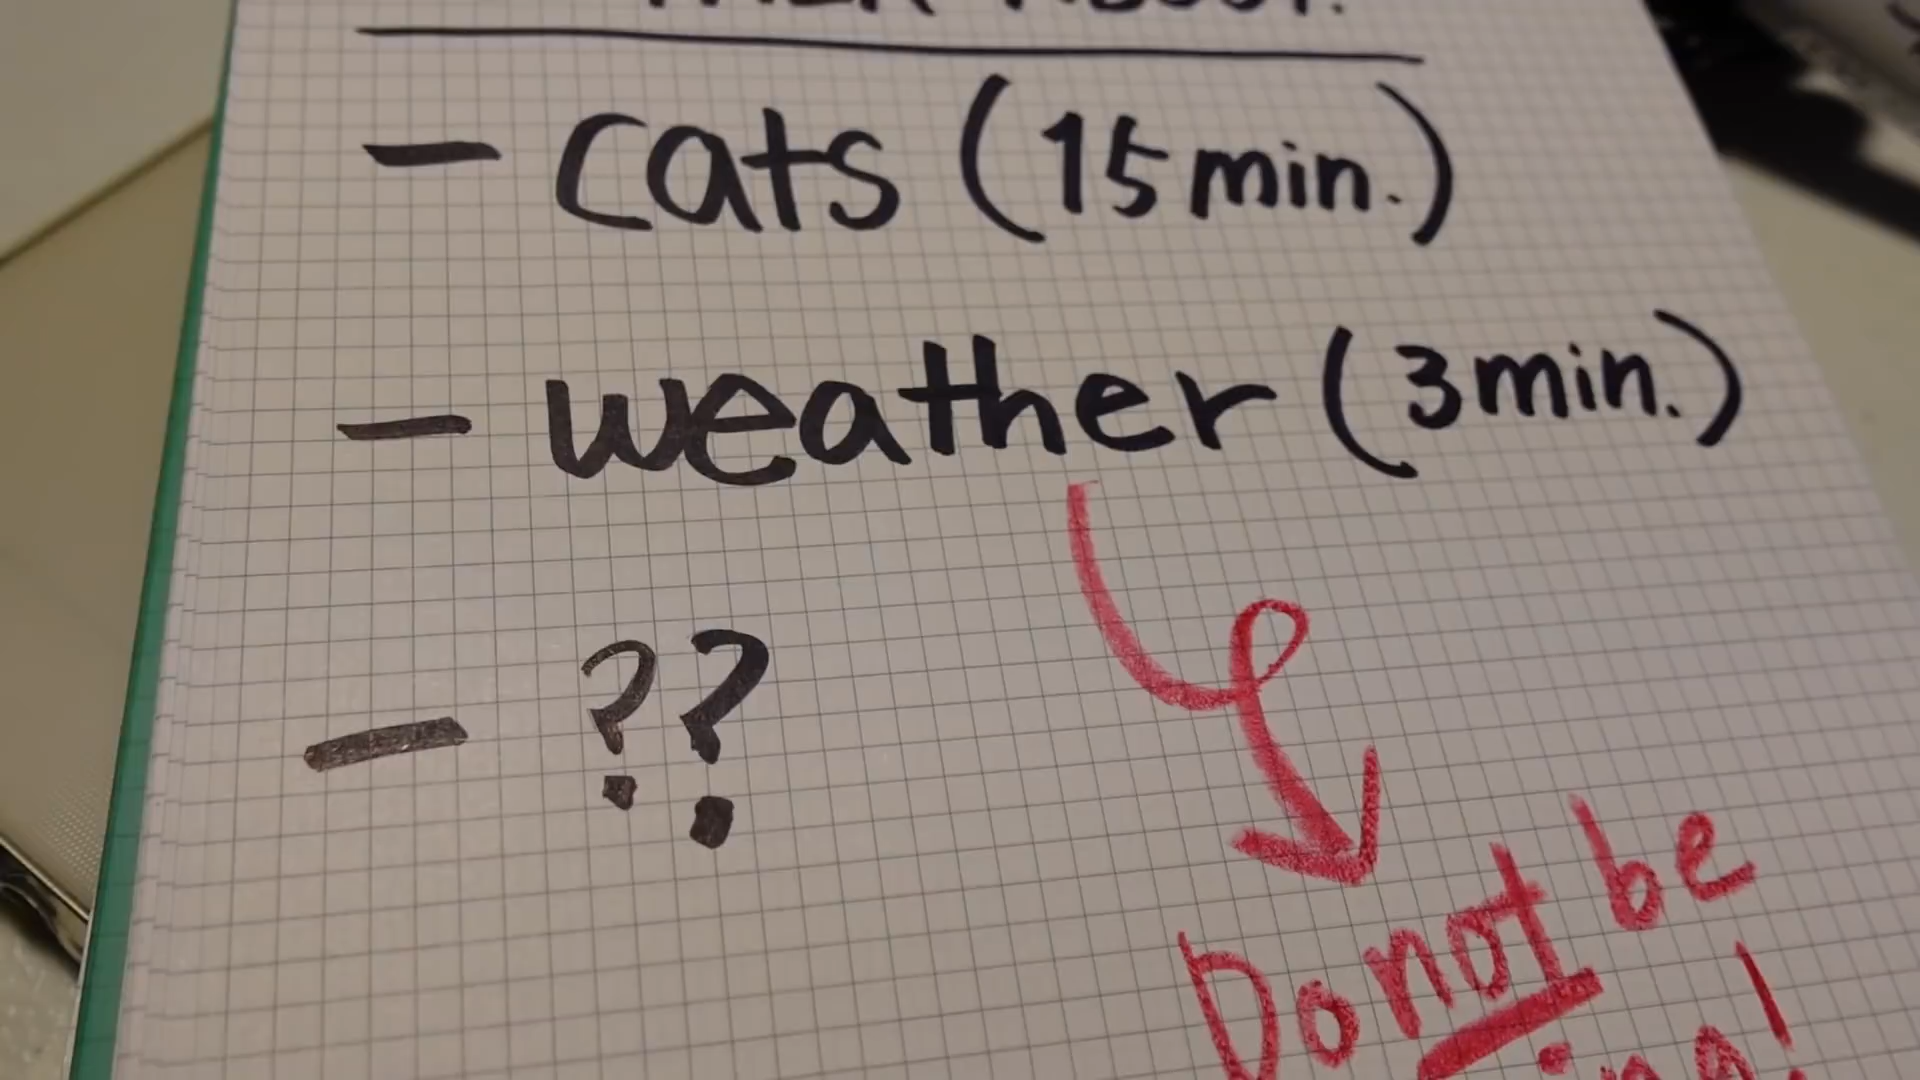 - cats (15 min.)
- weather (3 min.)
- ??
Do not be